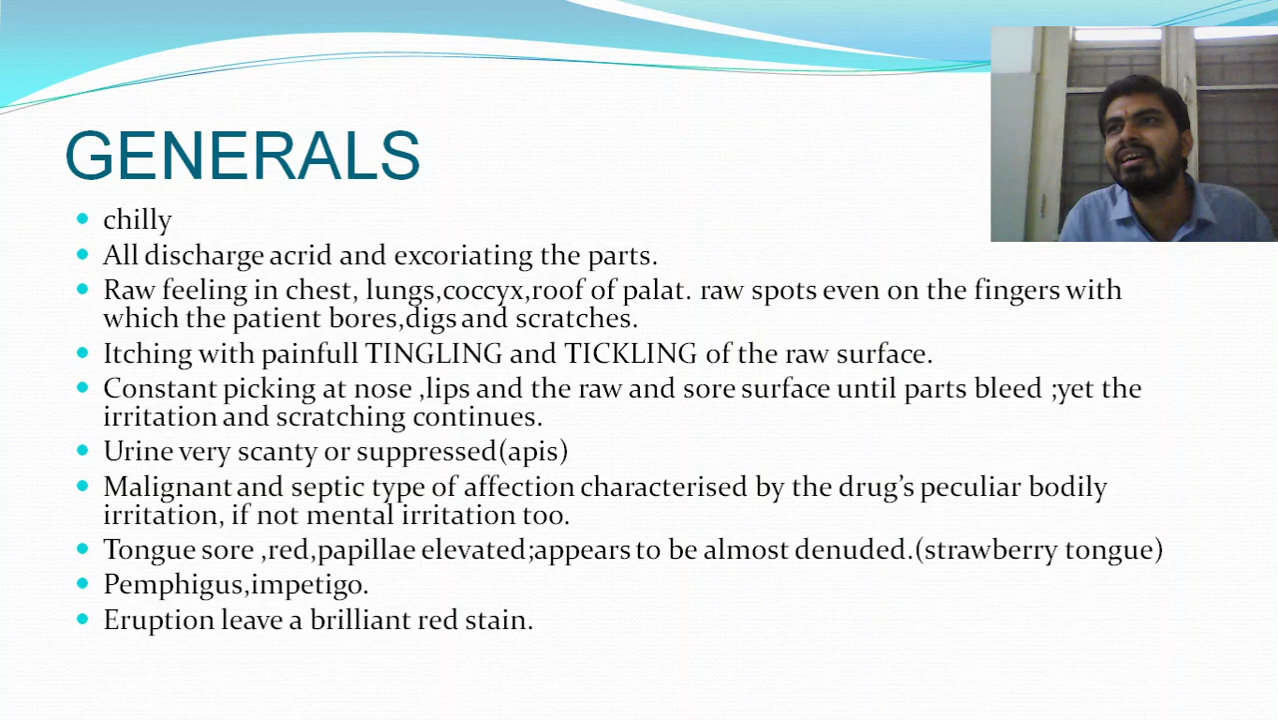 GENERALS
chilly
All discharge acrid and excoriating the parts.
Raw feeling in chest, lungs,coccyx,roof of palat. raw spots even on the fingers with
which the patient bores,digs and scratches.
Itching with painfull TINGLING and TICKLING of the raw surface.
Constant picking at nose ,lips and the raw and sore surface until parts bleed ;yet the
irritation and scratching continues.
Urine very scanty or suppressed(apis)
Malignant and septic type of affection characterised by the drug's peculiar bodily
irritation, if not mental irritation too.
Tongue sore ,red,papillae elevated;appears to be almost denuded.(strawberry tongue)
Pemphigus,impetigo.
Eruption leave a brilliant red stain.